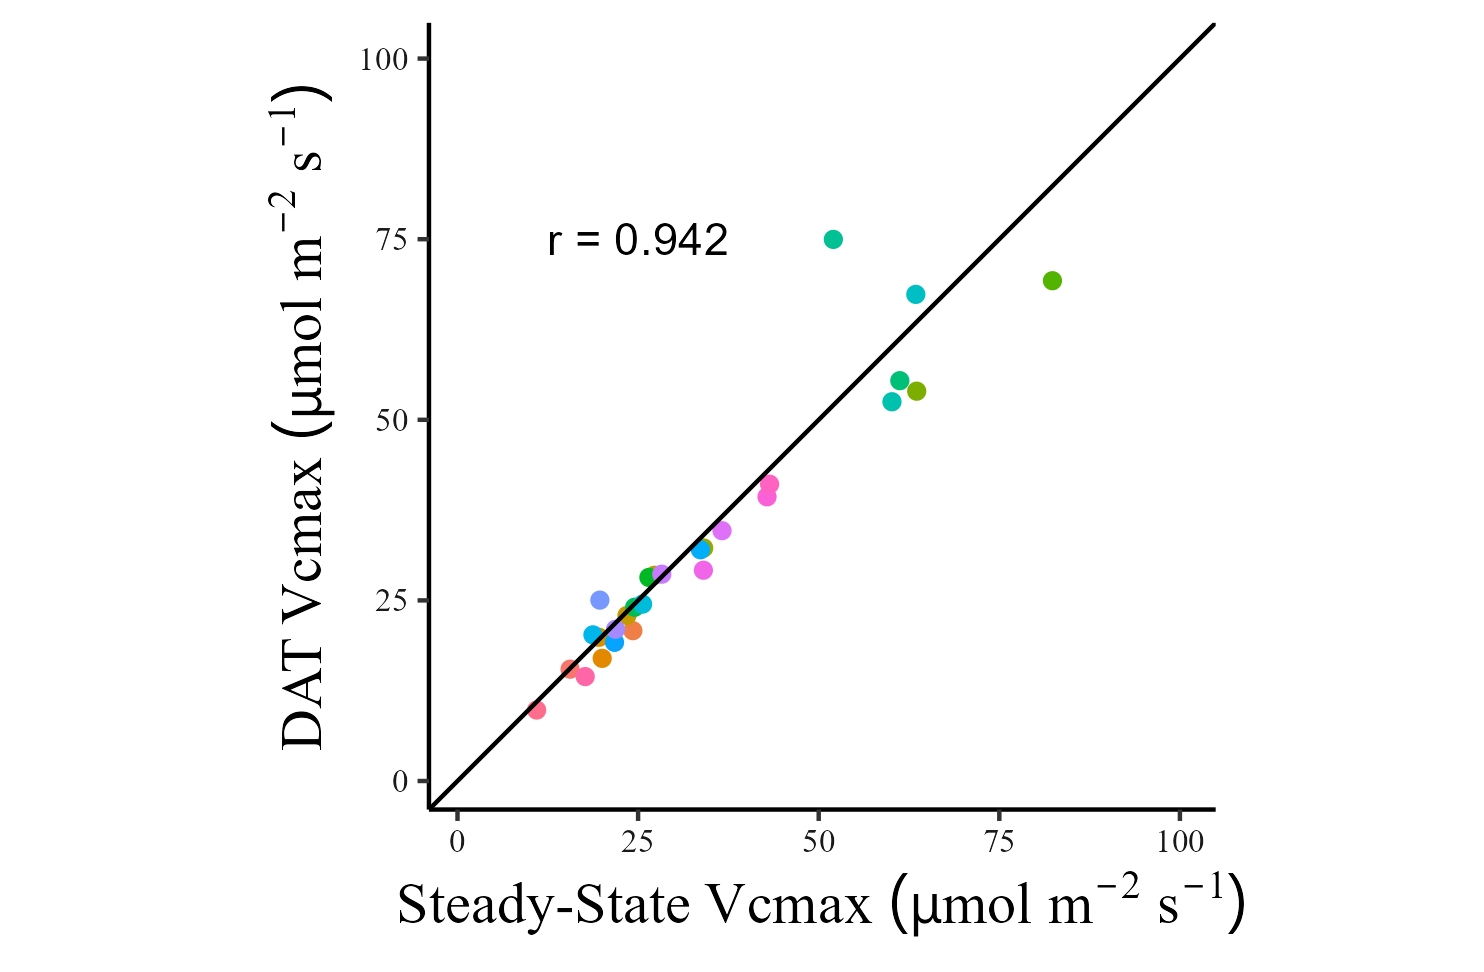 DAT Vcmax (μmol m⁻² s⁻¹)
100
75
50
25
0
r = 0.942
0 25 50 75 100
Steady-State Vcmax (μmol m⁻² s⁻¹)